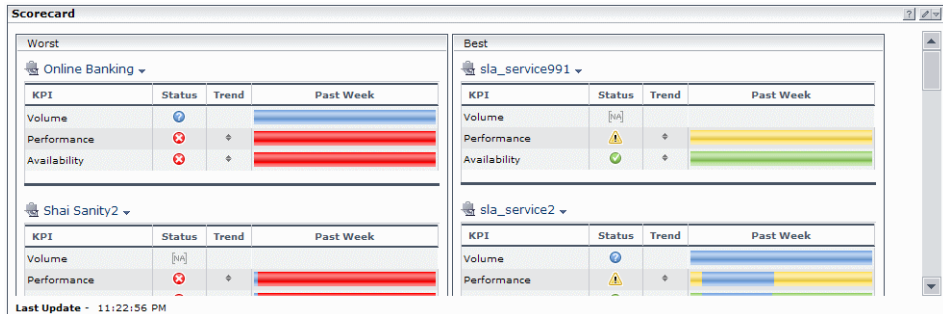 Scorecard
Worst
Online Banking
KPI Status Trend Past Week
Volume
Performance
Availability
Shai Sanity2
KPI Status Trend Past Week
Volume [NA]
Performance
Best
sla_service991
KPI Status Trend Past Week
Volume [NA]
Performance
Availability
sla_service2
KPI Status Trend Past Week
Volume
Performance
Last Update - 11:22:56 PM